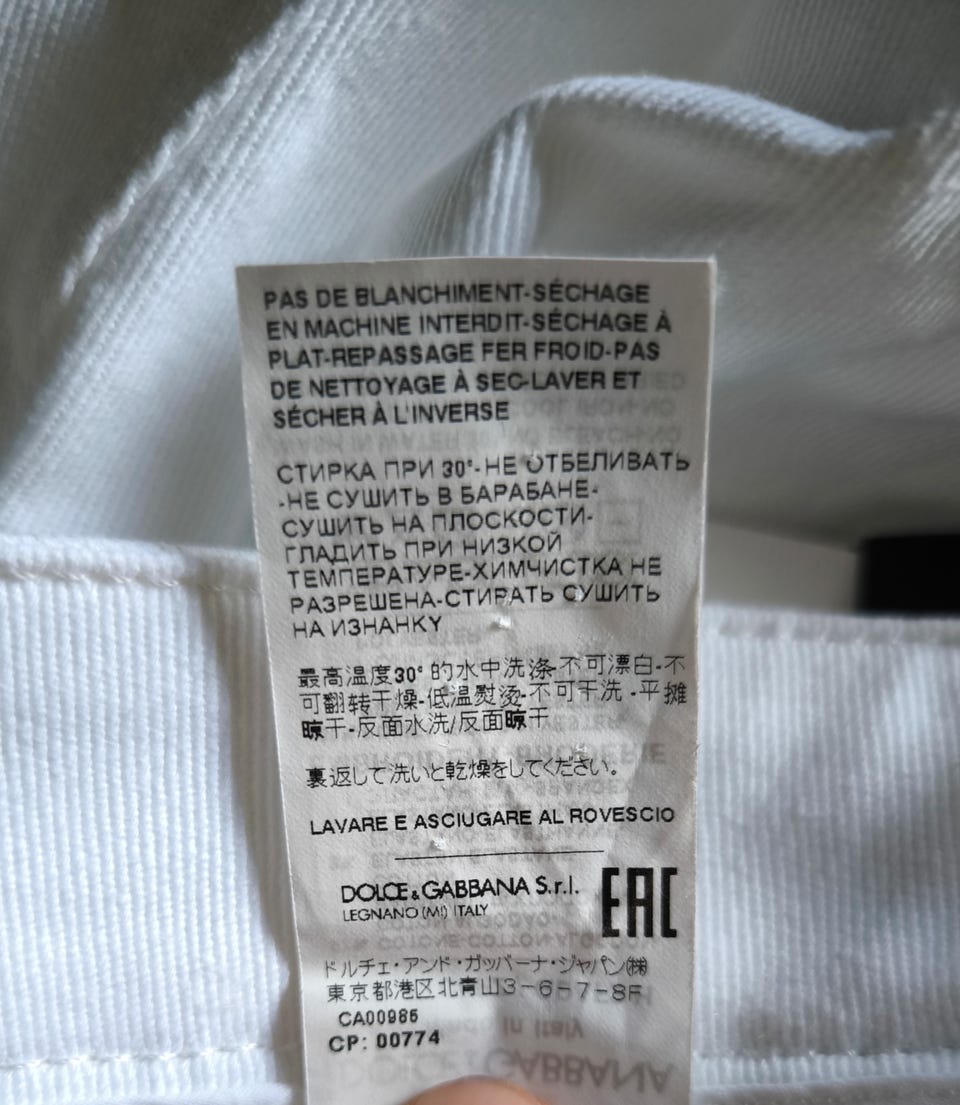 PAS DE BLANCHIMENT-SÉCHAGE
EN MACHINE INTERDIT-SÉCHAGE À
PLAT-REPASSAGE FER FROID-PAS
DE NETTOYAGE À SEC-LAVER ET
SÉCHER À L'INVERSE
СТИРКА ПРИ 30°-НЕ ОТБЕЛИВАТЬ
-НЕ СУШИТЬ В БАРАБАНЕ-
СУШИТЬ НА ПЛОСКОСТИ-
ГЛАДИТЬ ПРИ НИЗКОЙ
ТЕМПЕРАТУРЕ-ХИМЧИСТКА НЕ
РАЗРЕШЕНА-СТИРАТЬ СУШИТЬ
НА ИЗНАНКУ
最高温度30°的水中洗涤-不可漂白-不
可翻转干燥-低温熨烫-不可干洗-平摊
晾干-反面水洗/反面晾干
裏返して洗いと乾燥をしてください。
LAVARE E ASCIUGARE AL ROVESCIO
DOLCE & GABBANA S.r.l.
LEGNANO (MI) ITALY
EAC
ドルチェ・アンド・ガッバーナ・ジャパン㈱
東京都港区北青山3-6-7-8F
CA00985
CP: 00774